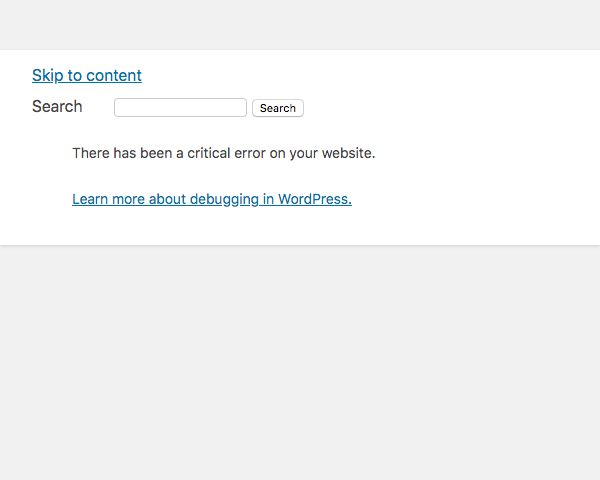 Skip to content
Search Search
There has been a critical error on your website.
Learn more about debugging in WordPress.